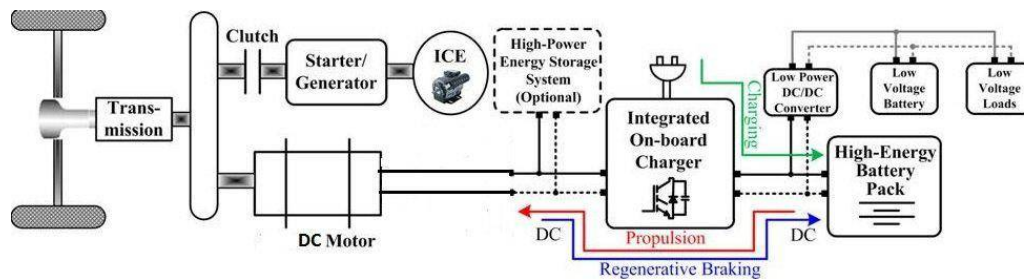 Clutch
Starter/
Generator
ICE
High-Power
Energy Storage
System
(Optional)
Trans-
mission
DC Motor
Integrated
On-board
Charger
Charging
Low Power
DC/DC
Converter
Low
Voltage
Battery
Low
Voltage
Loads
High-Energy
Battery
Pack
DC
Propulsion
DC
Regenerative Braking